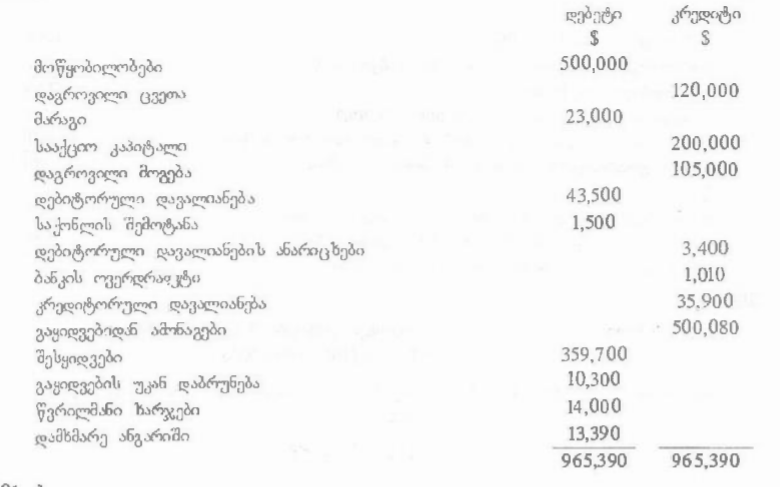 დებეტი კრედიტი
$ $
მოწყობილობები 500,000
დაგროვილი ცვეთა 120,000
მარაგი 23,000
სააქციო კაპიტალი 200,000
დაგროვილი მოგება 105,000
დებიტორული დავალიანება 43,500
საქონლის შემოტანა 1,500
დებიტორული დავალიანების ანარიცხები 3,400
ბანკის ოვერდრაფტი 1,010
კრედიტორული დავალიანება 35,900
გაყიდვებიდან ამონაგები 500,080
შესყიდვები 359,700
გაყიდვების უკან დაბრუნება 10,300
წვრილმანი ხარჯები 14,000
დამხმარე ანგარიში 13,390
965,390 965,390